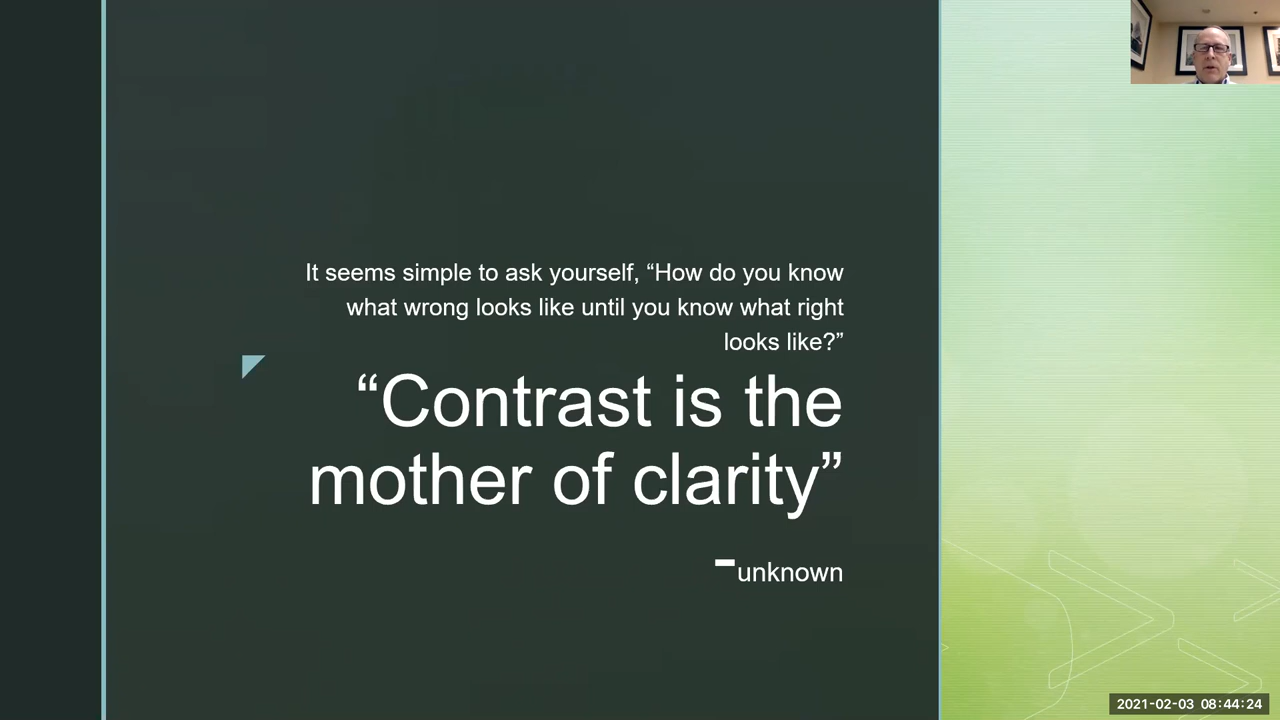 It seems simple to ask yourself, “How do you know
what wrong looks like until you know what right
looks like?”
“Contrast is the
mother of clarity”
-unknown
2021-02-03 08:44:24